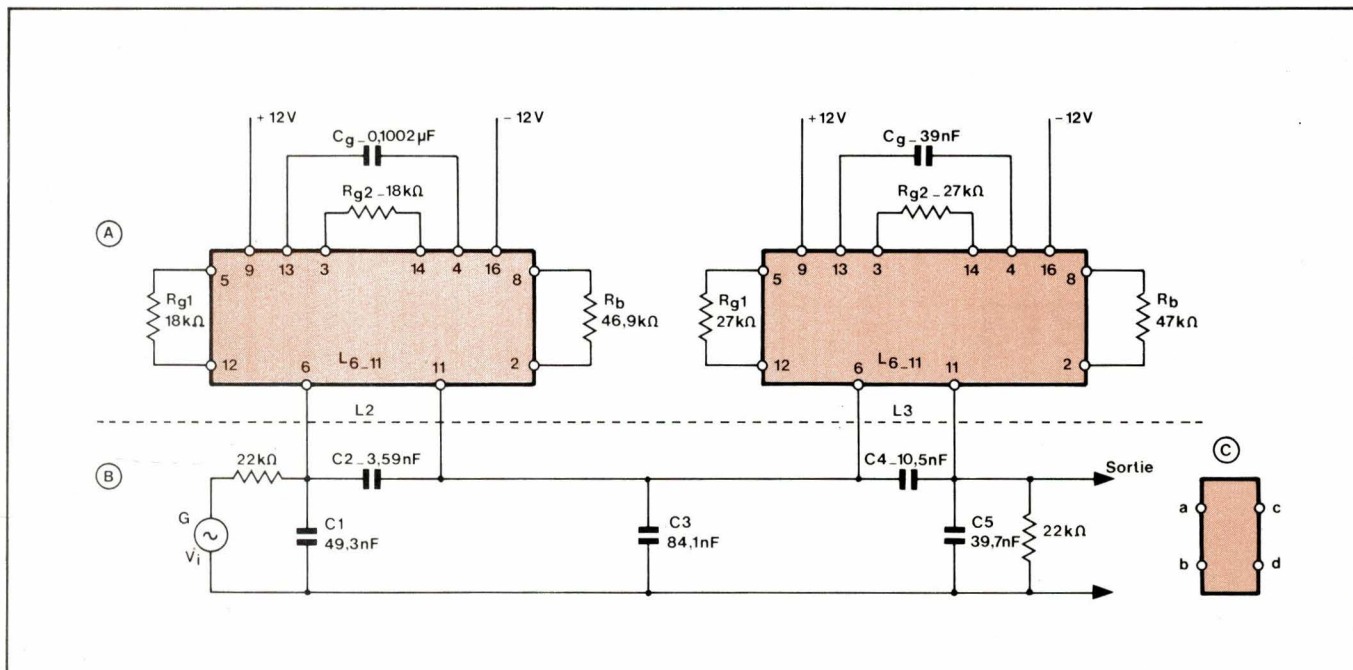 +12V
Cg_0,1002µF
-12V
Rg2_18kΩ
A
9
13
3
14
4
16
5
8
Rg1
18kΩ
Rb
46,9kΩ
12
L6_11
2
6
11
L2
+12V
Cg_39nF
-12V
Rg2_27kΩ
9
13
3
14
4
16
5
8
Rg1
27kΩ
Rb
47kΩ
12
L6_11
2
6
11
L3
B
22kΩ
C2_3,59nF
C4_10,5nF
Sortie
C
G
Vi
C1
49,3nF
C3
84,1nF
C5
39,7nF
22kΩ
a
c
b
d